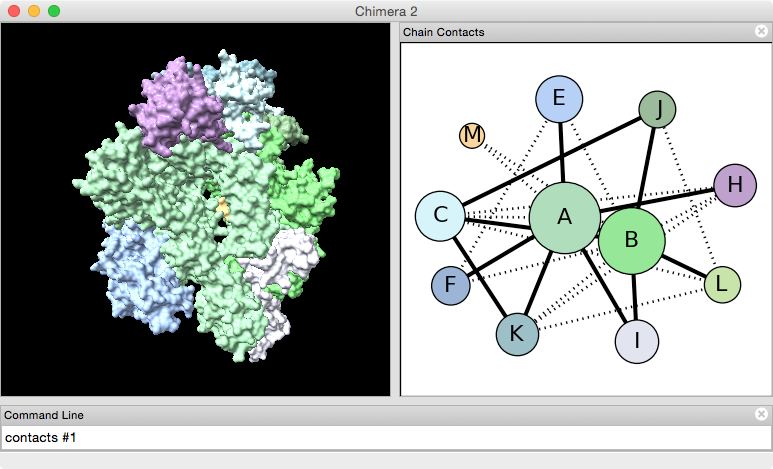 Chimera 2
Chain Contacts
E
J
M
H
C
A
B
F
L
K
I
Command Line
contacts #1